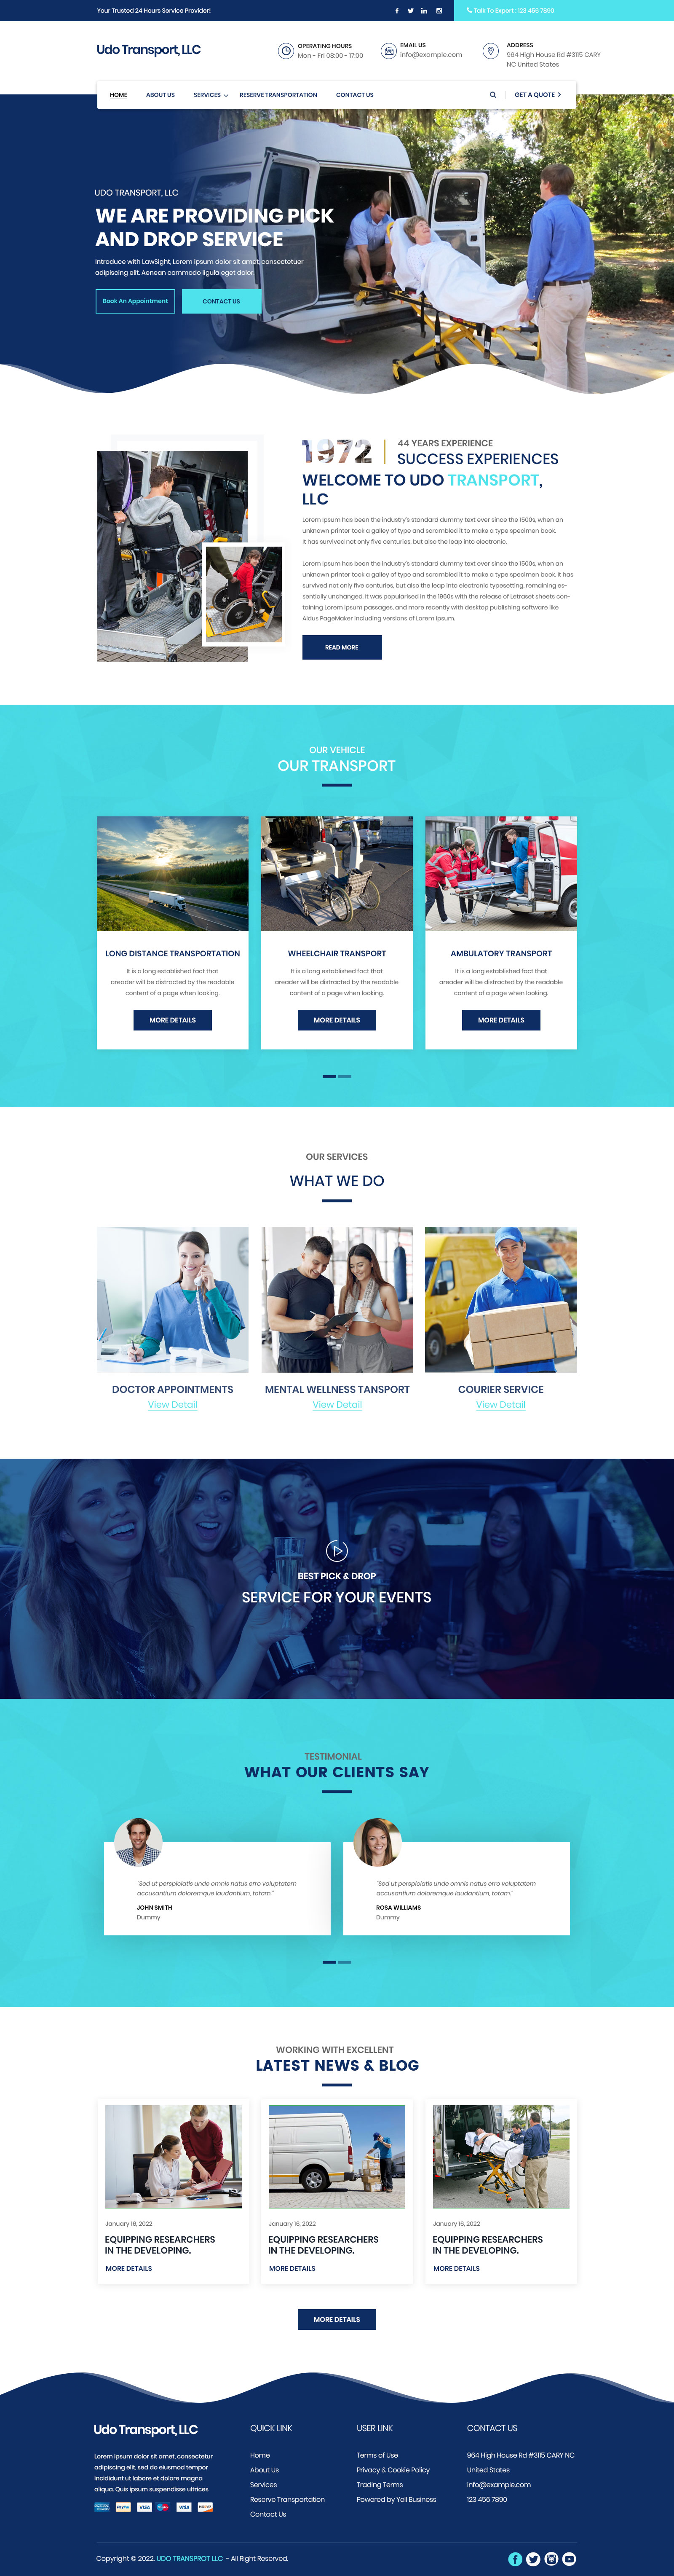 Your Trusted 24 Hours Service Provider!
Talk To Expert : 123 456 7890
Udo Transport, LLC
OPERATING HOURS
Mon - Fri 08:00 - 17:00
EMAIL US
info@example.com
ADDRESS
964 High House Rd #3115 CARY
NC United States
HOME
ABOUT US
SERVICES
RESERVE TRANSPORTATION
CONTACT US
GET A QUOTE
UDO TRANSPORT, LLC
WE ARE PROVIDING PICK
AND DROP SERVICE
Introduce with LawSight, Lorem ipsum dolor sit amat, consectetuer
adipiscing elit. Aenean commodo ligula eget dolor.
Book An Appointment
CONTACT US
1972
44 YEARS EXPERIENCE
SUCCESS EXPERIENCES
WELCOME TO UDO TRANSPORT,
LLC
Lorem Ipsum has been the industry's standard dummy text ever since the 1500s, when an
unknown printer took a galley of type and scrambled it to make a type specimen book.
It has survived not only five centuries, but also the leap into electronic.
Lorem Ipsum has been the industry's standard dummy text ever since the 1500s, when an
unknown printer took a galley of type and scrambled it to make a type specimen book. It has
survived not only five centuries, but also the leap into electronic typesetting, remaining es-
sentially unchanged. It was popularised in the 1960s with the release of Letraset sheets con-
taining Lorem Ipsum passages, and more recently with desktop publishing software like
Aldus PageMaker including versions of Lorem Ipsum.
READ MORE
OUR VEHICLE
OUR TRANSPORT
LONG DISTANCE TRANSPORTATION
It is a long established fact that
areader will be distracted by the readable
content of a page when looking.
MORE DETAILS
WHEELCHAIR TRANSPORT
It is a long established fact that
areader will be distracted by the readable
content of a page when looking.
MORE DETAILS
AMBULATORY TRANSPORT
It is a long established fact that
areader will be distracted by the readable
content of a page when looking.
MORE DETAILS
OUR SERVICES
WHAT WE DO
DOCTOR APPOINTMENTS
View Detail
MENTAL WELLNESS TANSPORT
View Detail
COURIER SERVICE
View Detail
BEST PICK & DROP
SERVICE FOR YOUR EVENTS
TESTIMONIAL
WHAT OUR CLIENTS SAY
"Sed ut perspiciatis unde omnis natus erro voluptatem
accusantium doloremque laudantium, totam."
JOHN SMITH
Dummy
"Sed ut perspiciatis unde omnis natus erro voluptatem
accusantium doloremque laudantium, totam."
ROSA WILLIAMS
Dummy
WORKING WITH EXCELLENT
LATEST NEWS & BLOG
January 16, 2022
EQUIPPING RESEARCHERS
IN THE DEVELOPING.
MORE DETAILS
January 16, 2022
EQUIPPING RESEARCHERS
IN THE DEVELOPING.
MORE DETAILS
January 16, 2022
EQUIPPING RESEARCHERS
IN THE DEVELOPING.
MORE DETAILS
MORE DETAILS
Udo Transport, LLC
Lorem ipsum dolor sit amet, consectetur
adipiscing elit, sed do eiusmod tempor
incididunt ut labore et dolore magna
aliqua. Quis ipsum suspendisse ultrices
PayPal
VISA
VISA
QUICK LINK
Home
About Us
Services
Reserve Transportation
Contact Us
USER LINK
Terms of Use
Privacy & Cookie Policy
Trading Terms
Powered by Yell Business
CONTACT US
964 High House Rd #3115 CARY NC
United States
info@example.com
123 456 7890
Copyright © 2022. UDO TRANSPROT LLC - All Right Reserved.